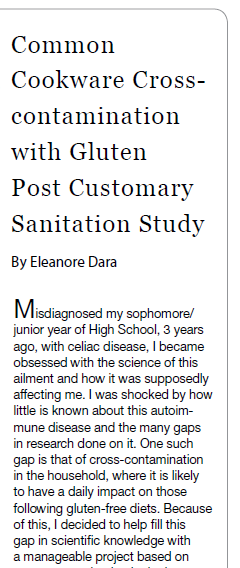 Common
Cookware Cross-
contamination
with Gluten
Post Customary
Sanitation Study
By Eleanore Dara
Misdiagnosed my sophomore/
junior year of High School, 3 years
ago, with celiac disease, I became
obsessed with the science of this
ailment and how it was supposedly
affecting me. I was shocked by how
little is known about this autoim-
mune disease and the many gaps
in research done on it. One such
gap is that of cross-contamination
in the household, where it is likely
to have a daily impact on those
following gluten-free diets. Because
of this, I decided to help fill this
gap in scientific knowledge with
a manageable project based on